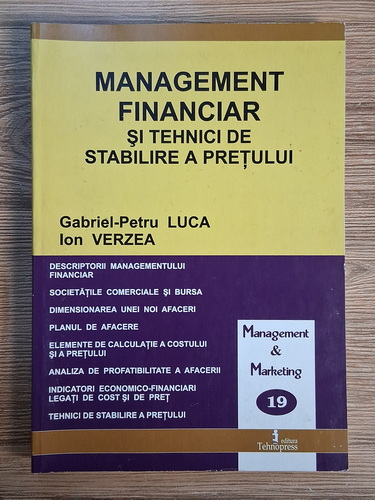 MANAGEMENT
FINANCIAR
ŞI TEHNICI DE
STABILIRE A PREŢULUI
Gabriel-Petru LUCA
Ion VERZEA
DESCRIPTORII MANAGEMENTULUI
FINANCIAR
SOCIETĂŢILE COMERCIALE ŞI BURSA
DIMENSIONAREA UNEI NOI AFACERI
PLANUL DE AFACERE
ELEMENTE DE CALCULAŢIE A COSTULUI
ŞI A PREŢULUI
ANALIZA DE PROFITABILITATE A AFACERII
INDICATORI ECONOMICO-FINANCIARI
LEGAŢI DE COST ŞI DE PREŢ
TEHNICI DE STABILIRE A PREŢULUI
Management
&
Marketing
19
editura
Tehnopress